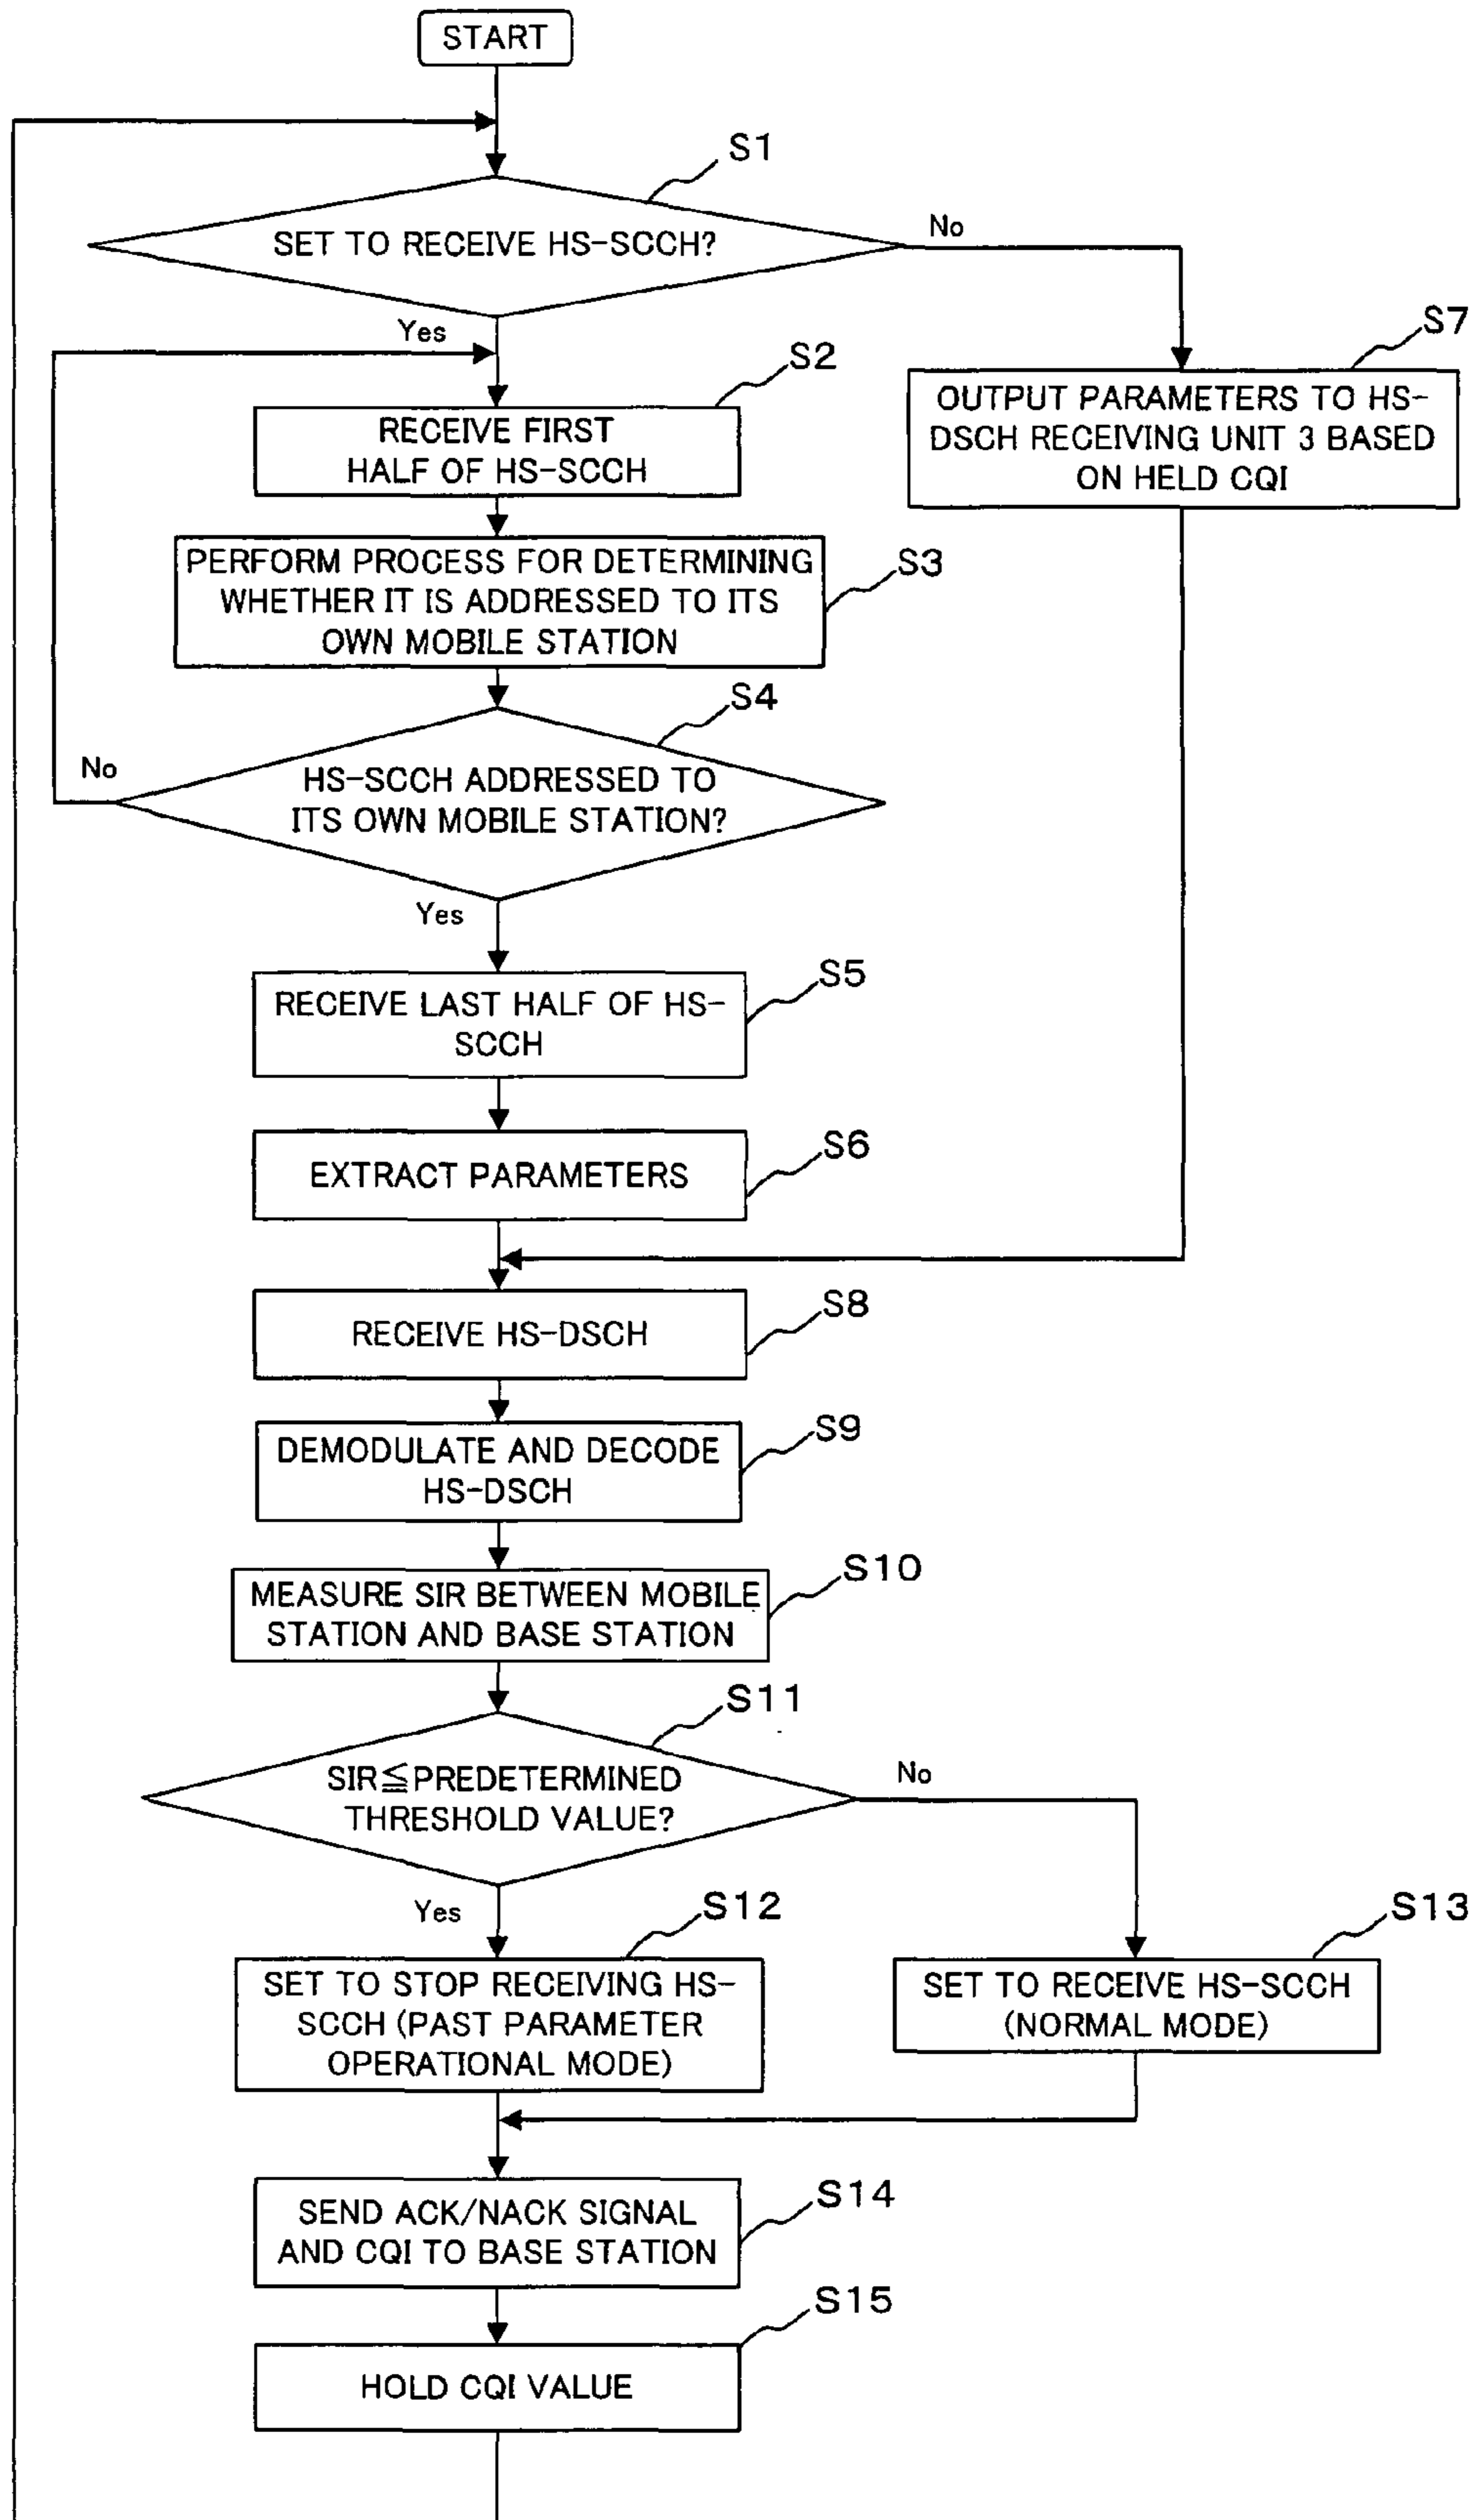 START
S1
SET TO RECEIVE HS-SCCH?
No
Yes
S7
OUTPUT PARAMETERS TO HS-
DSCH RECEIVING UNIT 3 BASED
ON HELD CQI
S2
RECEIVE FIRST
HALF OF HS-SCCH
S3
PERFORM PROCESS FOR DETERMINING
WHETHER IT IS ADDRESSED TO ITS
OWN MOBILE STATION
S4
No
HS-SCCH ADDRESSED TO
ITS OWN MOBILE STATION?
Yes
S5
RECEIVE LAST HALF OF HS-
SCCH
S6
EXTRACT PARAMETERS
S8
RECEIVE HS-DSCH
S9
DEMODULATE AND DECODE
HS-DSCH
S10
MEASURE SIR BETWEEN MOBILE
STATION AND BASE STATION
S11
SIR≦PREDETERMINED
THRESHOLD VALUE?
No
Yes
S12
SET TO STOP RECEIVING HS-
SCCH (PAST PARAMETER
OPERATIONAL MODE)
S13
SET TO RECEIVE HS-SCCH
(NORMAL MODE)
S14
SEND ACK/NACK SIGNAL
AND CQI TO BASE STATION
S15
HOLD CQI VALUE